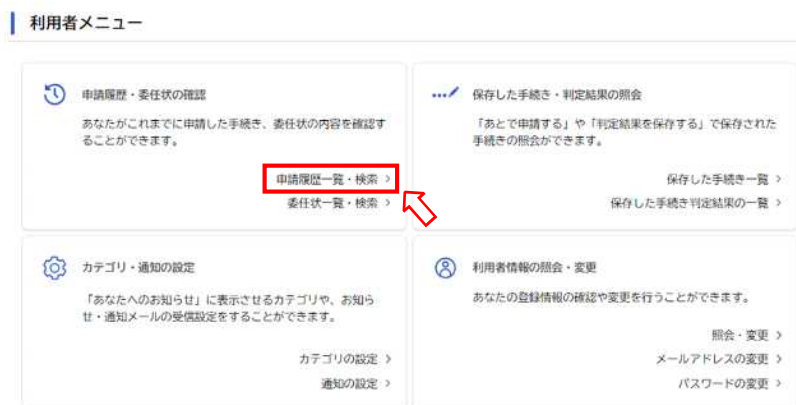 利用者メニュー
申請履歴・委任状の確認
あなたがこれまでに申請した手続き、委任状の内容を確認す
ることができます。
申請履歴一覧・検索 >
委任状一覧・検索 >
保存した手続き・判定結果の照会
「あとで申請する」や「判定結果を保存する」で保存された
手続きの照会ができます。
保存した手続き一覧 >
保存した手続き判定結果の一覧 >
カテゴリ・通知の設定
「あなたへのお知らせ」に表示させるカテゴリや、お知ら
せ・通知メールの受信設定をすることができます。
カテゴリの設定 >
通知の設定 >
利用者情報の照会・変更
あなたの登録情報の確認や変更を行うことができます。
照会・変更 >
メールアドレスの変更 >
パスワードの変更 >